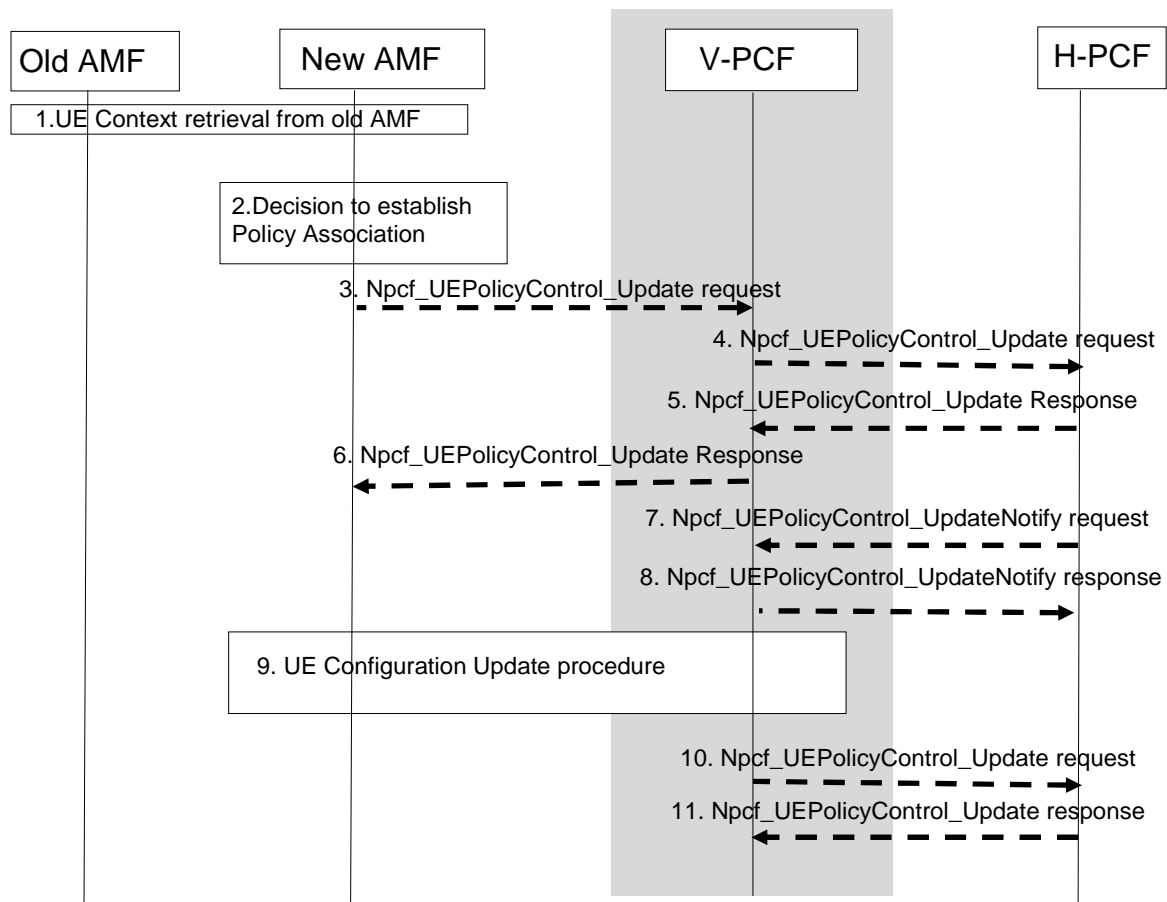 Old AMF
New AMF
V-PCF
H-PCF
1.UE Context retrieval from old AMF
2.Decision to establish
Policy Association
3. Npcf_UEPolicyControl_Update request
4. Npcf_UEPolicyControl_Update request
5. Npcf_UEPolicyControl_Update Response
6. Npcf_UEPolicyControl_Update Response
7. Npcf_UEPolicyControl_UpdateNotify request
8. Npcf_UEPolicyControl_UpdateNotify response
9. UE Configuration Update procedure
10. Npcf_UEPolicyControl_Update request
11. Npcf_UEPolicyControl_Update response